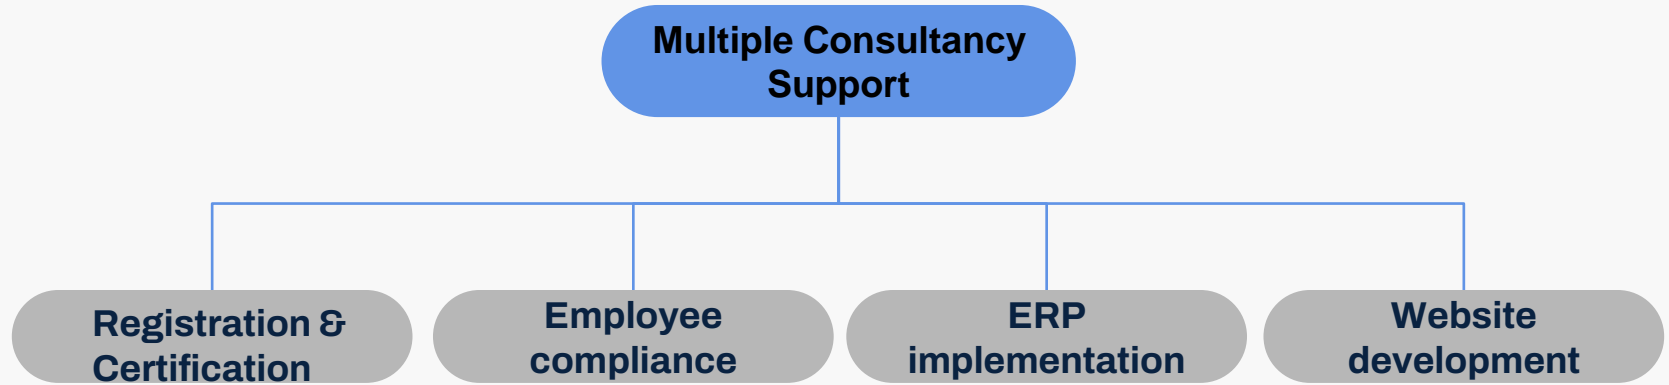 Multiple Consultancy
Support
Registration &
Certification
Employee
compliance
ERP
implementation
Website
development